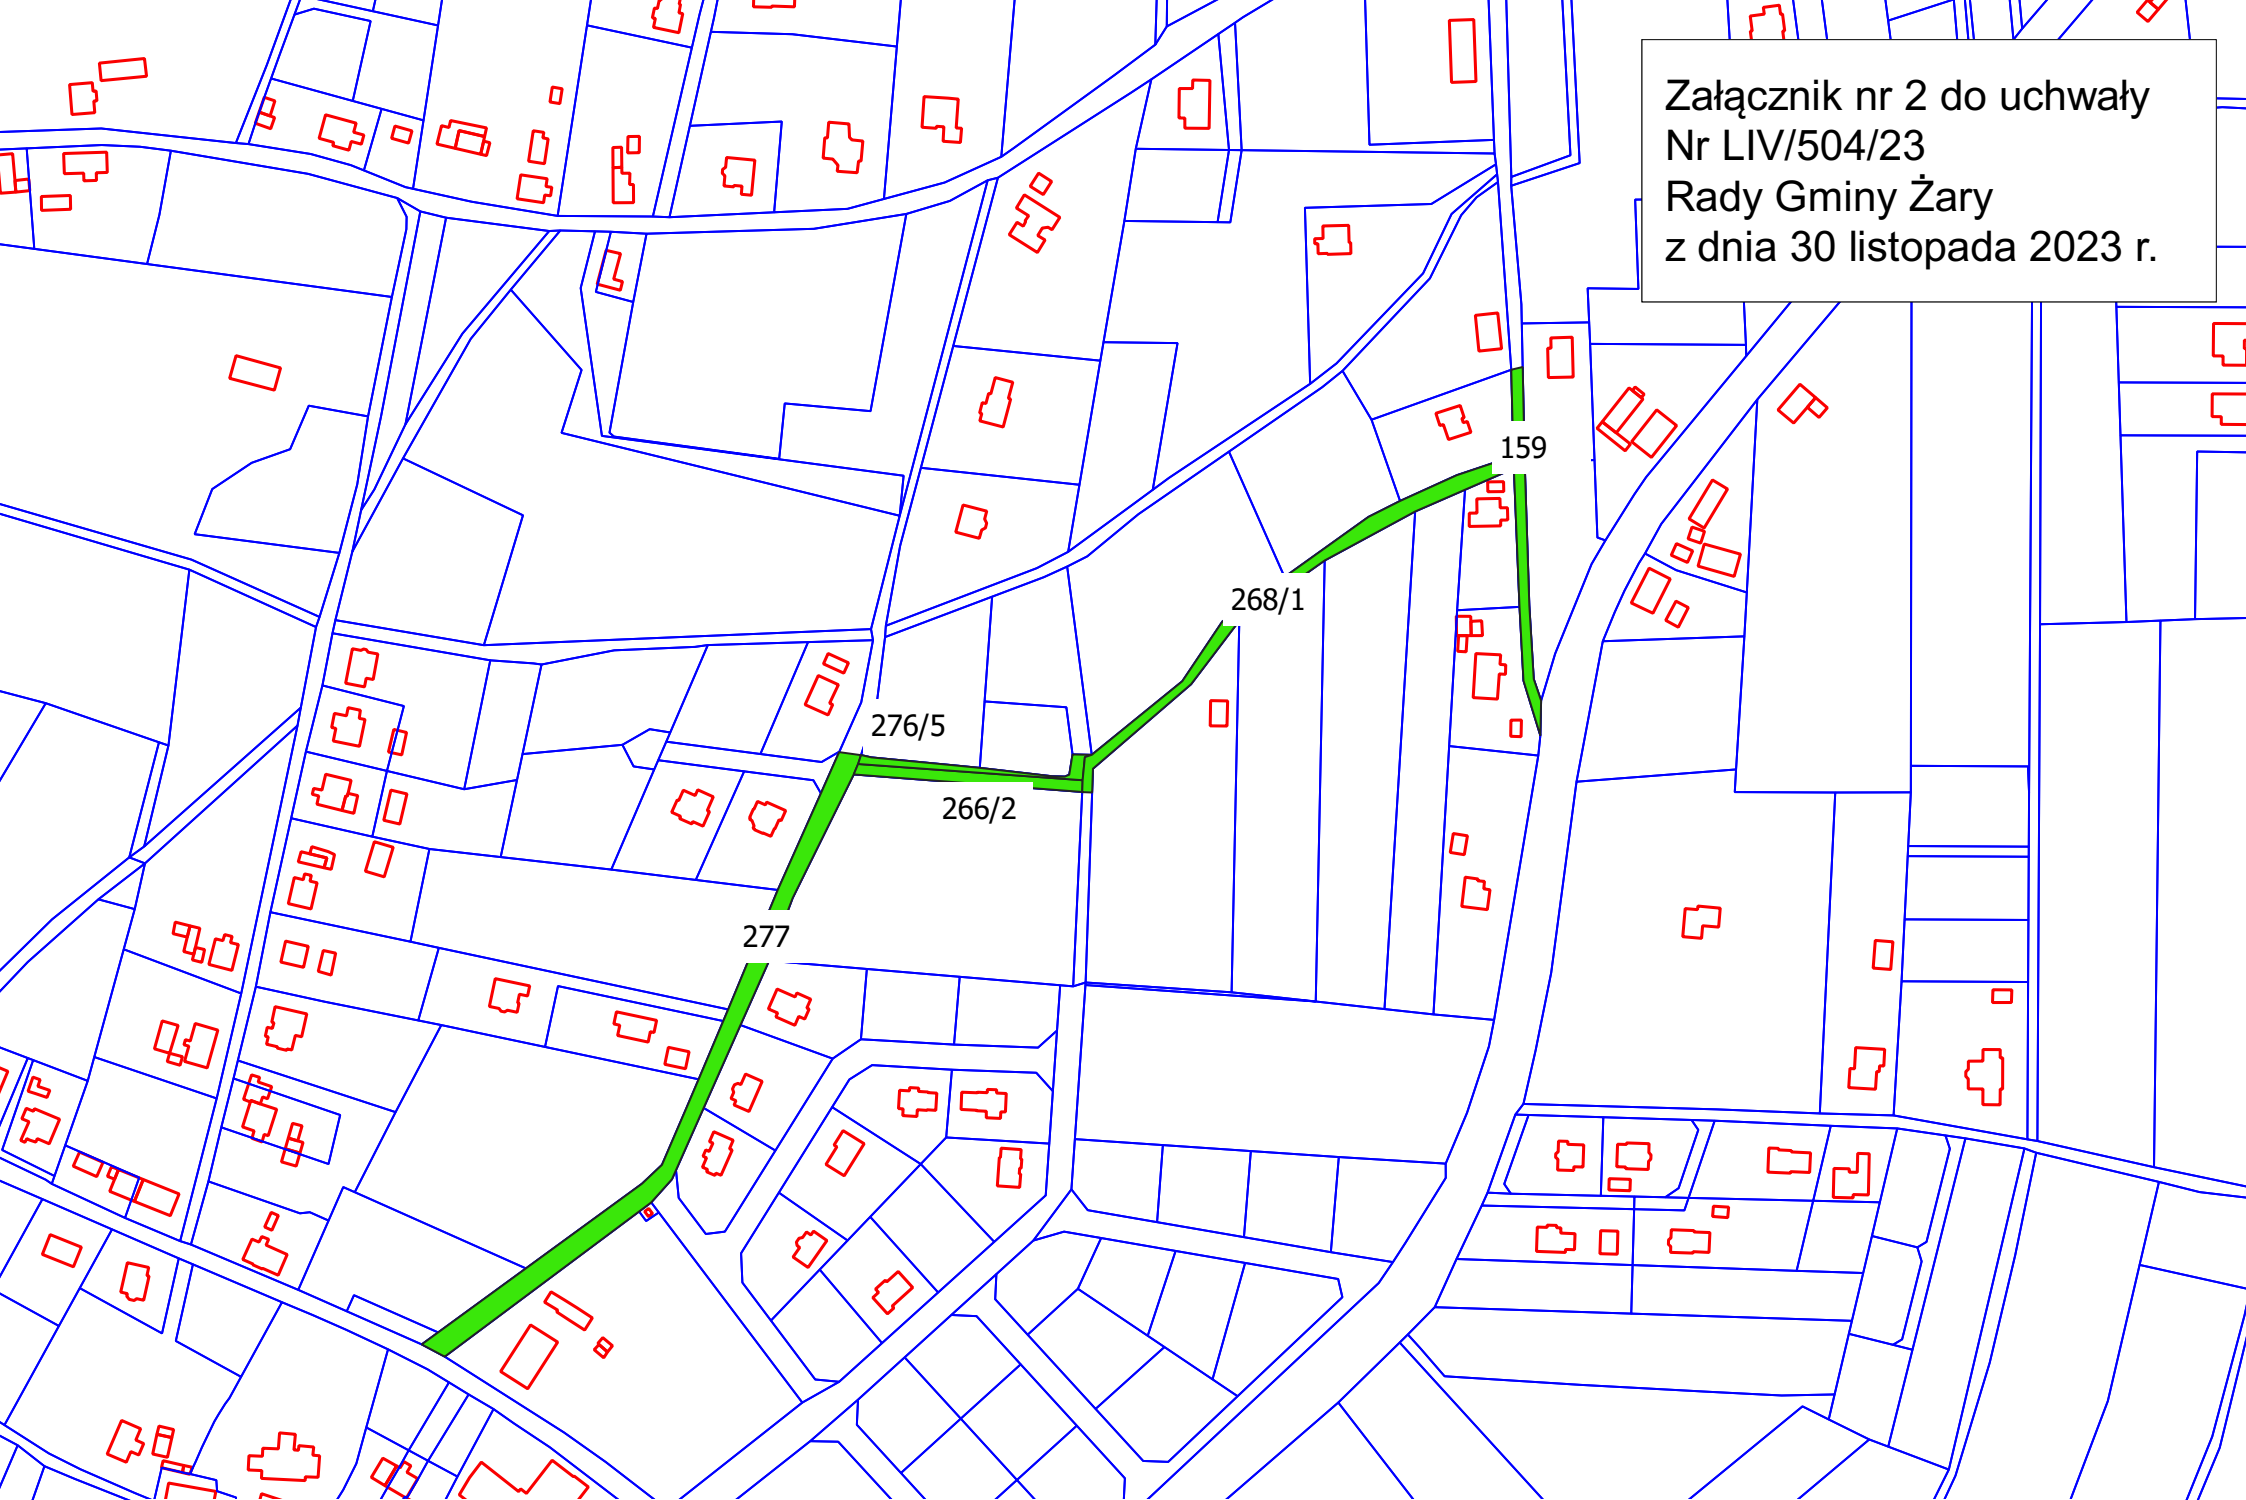 Załącznik nr 2 do uchwały
Nr LIV/504/23
Rady Gminy Żary
z dnia 30 listopada 2023 r.
159
268/1
276/5
266/2
277